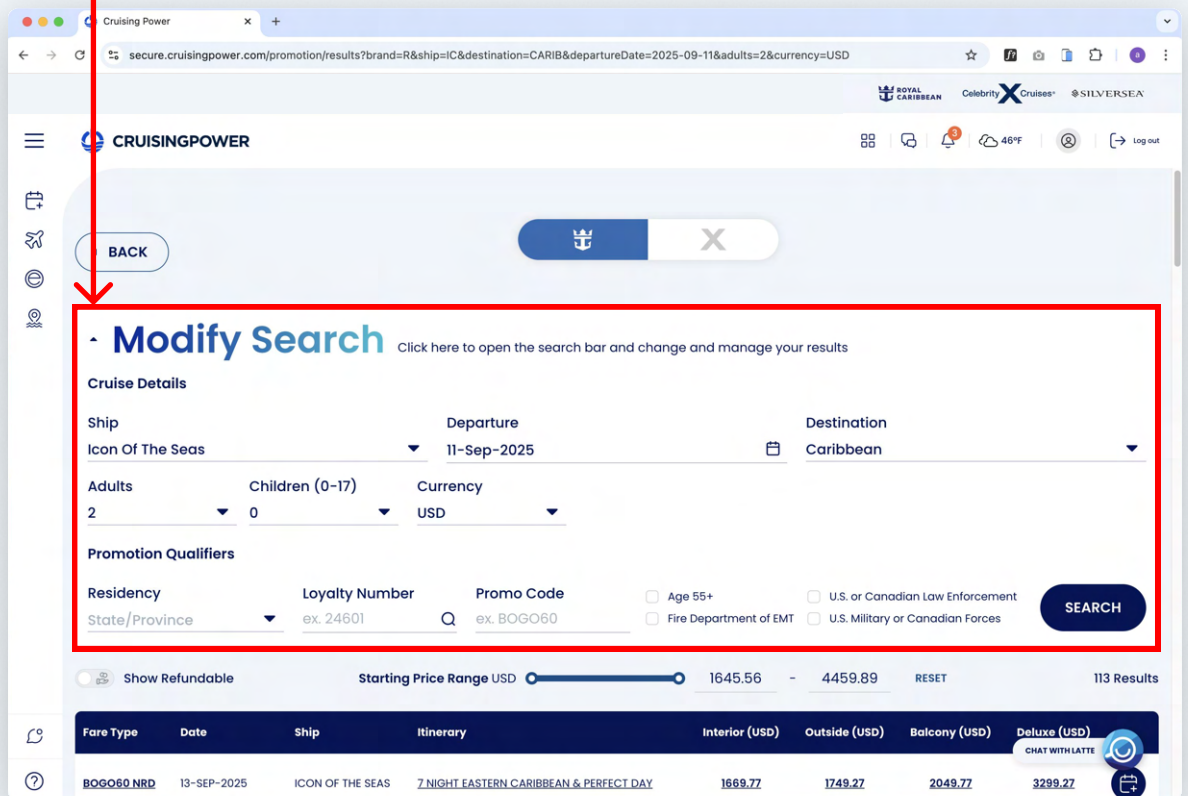 Cruising Power
secure.cruisingpower.com/promotion/results?brand=R&ship=IC&destination=CARIB&departureDate=2025-09-11&adults=2&currency=USD
a
ROYAL CARIBBEAN Celebrity X Cruises® SILVERSEA
CRUISINGPOWER
3
46°F
Log out
BACK
X
Modify Search Click here to open the search bar and change and manage your results
Cruise Details
Ship Departure Destination
Icon Of The Seas 11-Sep-2025 Caribbean
Adults Children (0-17) Currency
2 0 USD
Promotion Qualifiers
Residency Loyalty Number Promo Code Age 55+ U.S. or Canadian Law Enforcement
State/Province ex. 24601 ex. BOGO60 Fire Department of EMT U.S. Military or Canadian Forces
SEARCH
Show Refundable Starting Price Range USD 1645.56 - 4459.89 RESET 113 Results
Fare Type Date Ship Itinerary Interior (USD) Outside (USD) Balcony (USD) Deluxe (USD)
CHAT WITH LATTE
BOGO60 NRD 13-SEP-2025 ICON OF THE SEAS 7 NIGHT EASTERN CARIBBEAN & PERFECT DAY 1669.77 1749.27 2049.77 3299.27